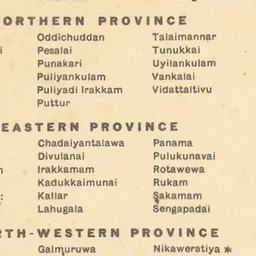 ORTHERN PROVINCE
Oddichuddan Talaimannar
Pesalai Tunukkai
Punakari Uyilankulam
Puliyankulam Vankalai
Puliyadi Irakkam Vidattaltivu
Puttur
EASTERN PROVINCE
Chadaiyantalawa Panama
Divulanai Pulukunavai
Irakkamam Rotawewa
Kadukkaimunai Rukam
Kallar Sakamam
Lahugala Sengapadai
TH-WESTERN PROVINCE
Galmuruwa Nikaweratiya *